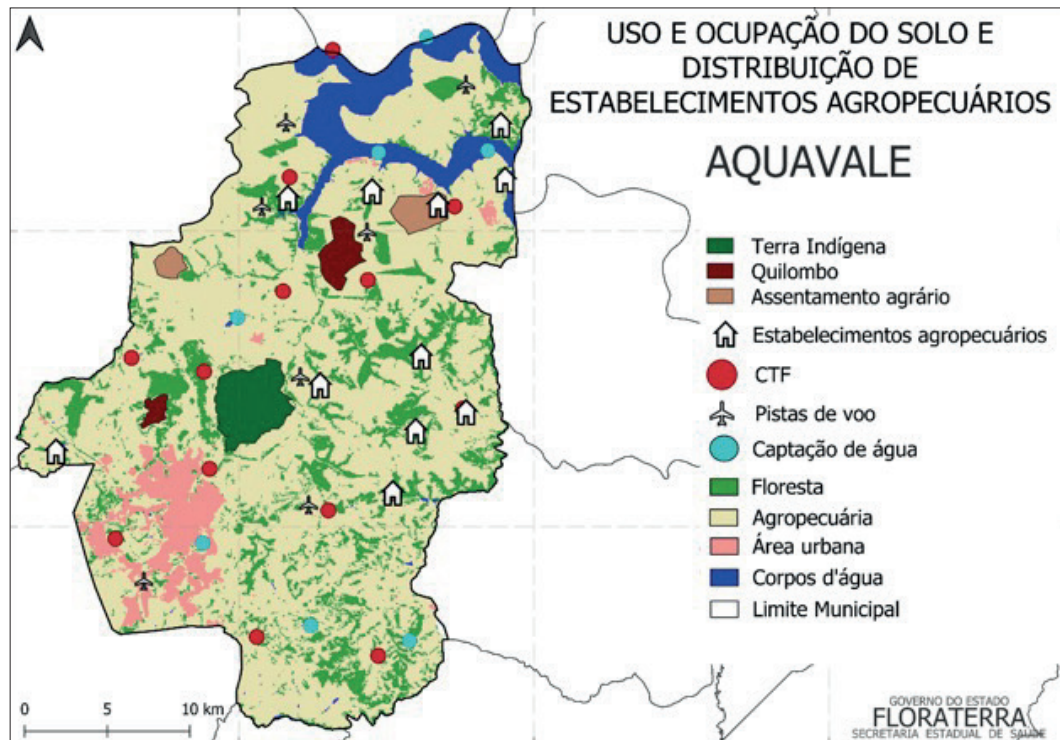 USO E OCUPAÇÃO DO SOLO E
DISTRIBUIÇÃO DE
ESTABELECIMENTOS AGROPECUÁRIOS
AQUAVALE
Terra Indígena
Quilombo
Assentamento agrário
Estabelecimentos agropecuários
CTF
Pistas de voo
Captação de água
Floresta
Agropecuária
Área urbana
Corpos d'água
Limite Municipal
0 5 10 km
GOVERNO DO ESTADO
FLORATERRA
SECRETARIA ESTADUAL DE SAÚDE